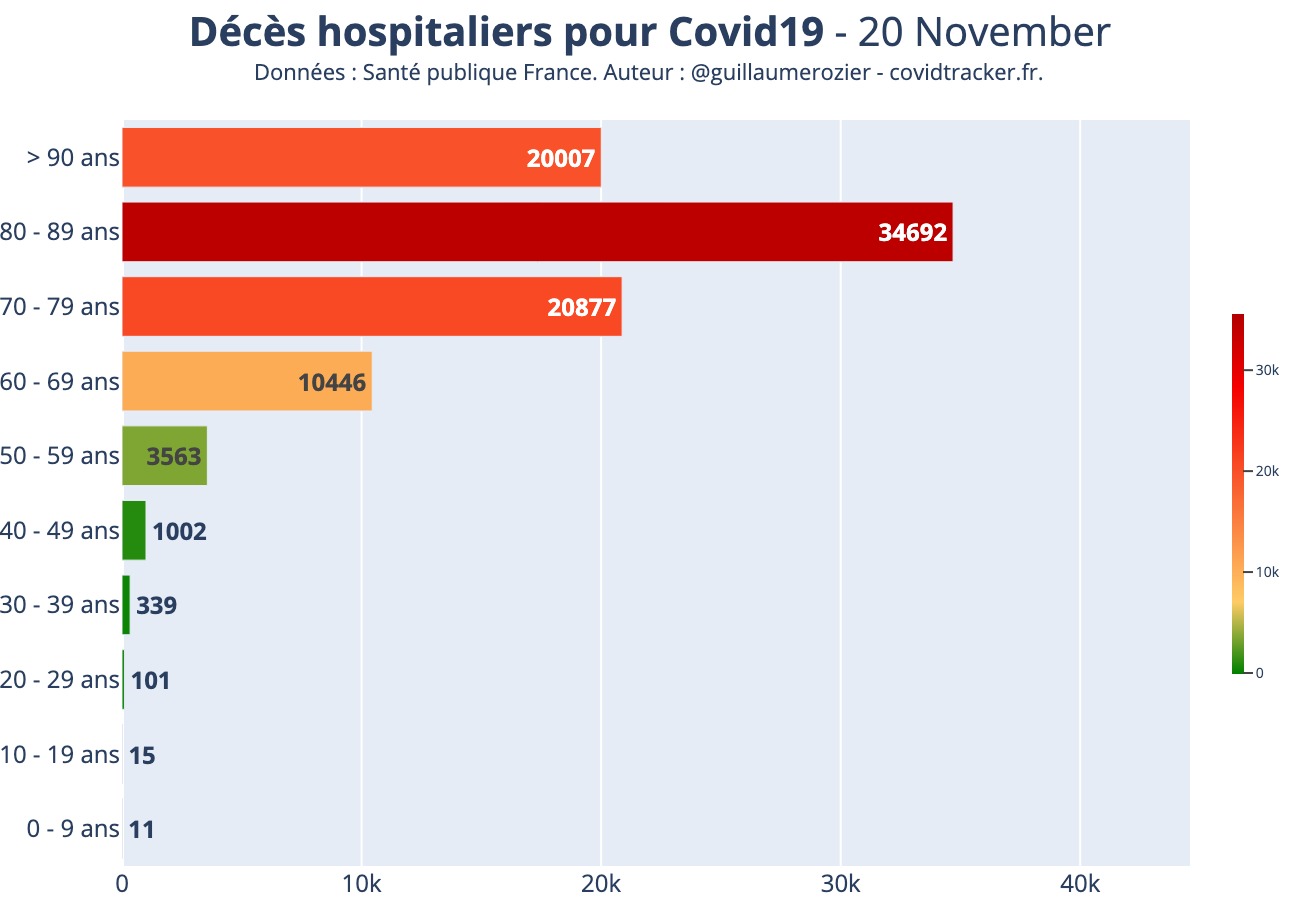 Décès hospitaliers pour Covid19 - 20 November
Données : Santé publique France. Auteur : @guillaumerozier - covidtracker.fr.
> 90 ans 20007
80 - 89 ans 34692
70 - 79 ans 20877
60 - 69 ans 10446
50 - 59 ans 3563
40 - 49 ans 1002
30 - 39 ans 339
20 - 29 ans 101
10 - 19 ans 15
0 - 9 ans 11
0 10k 20k 30k 40k
30k
20k
10k
0